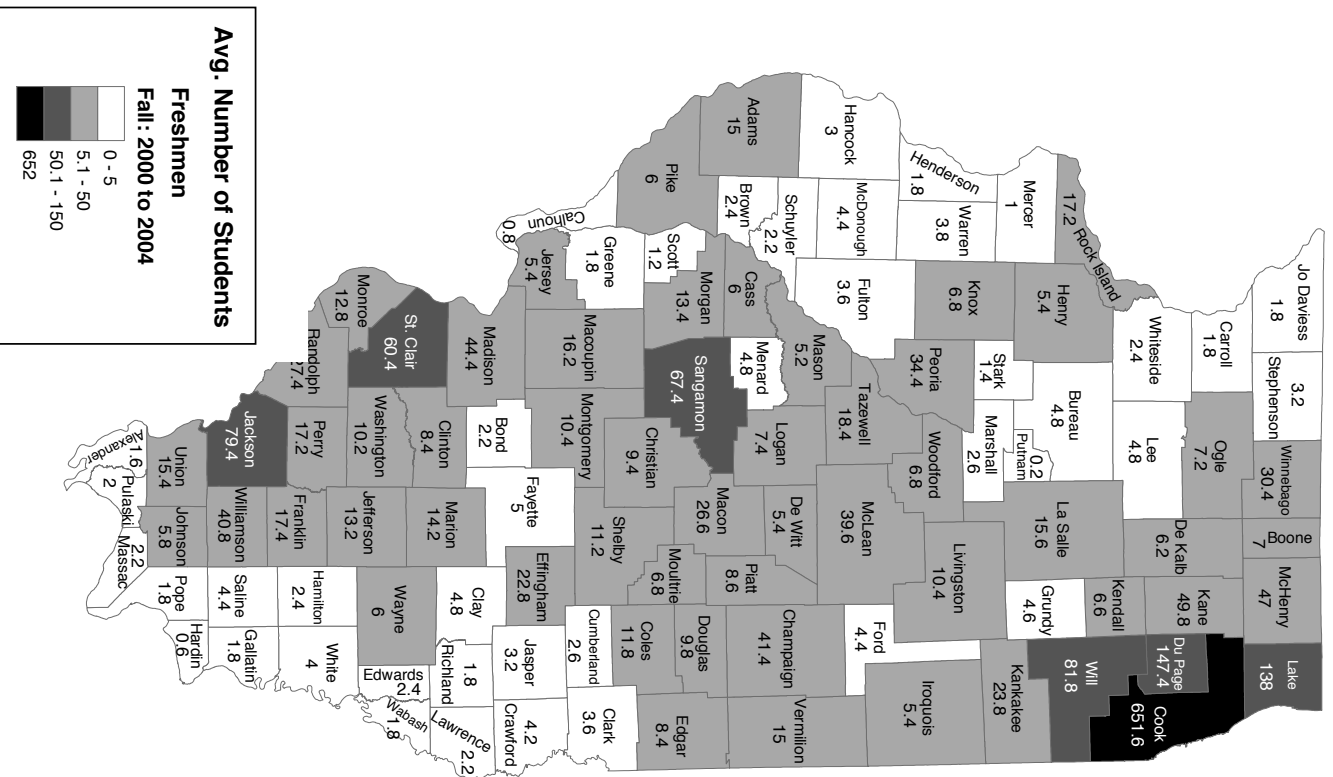 Jo Daviess
1.8
Stephenson
3.2
Winnebago
30.4
Boone
7
McHenry
47
Lake
138
Carroll
1.8
Ogle
7.2
Whiteside
2.4
Lee
4.8
De Kalb
6.2
Kane
49.8
Du Page
147.4
Cook
651.6
Rock Island
17.2
Mercer
1
Henry
5.4
Bureau
4.8
La Salle
15.6
Kendall
6.6
Grundy
4.6
Will
81.8
Putnam
0.2
Kankakee
23.8
Henderson
1.8
Warren
3.8
Knox
6.8
Stark
1.4
Marshall
2.6
Peoria
34.4
Woodford
6.8
Livingston
10.4
Iroquois
5.4
Ford
4.4
Hancock
3
McDonough
4.4
Fulton
3.6
Tazewell
18.4
McLean
39.6
Adams
15
Schuyler
2.2
Brown
2.4
Mason
5.2
Logan
7.4
De Witt
5.4
Piatt
8.6
Champaign
41.4
Vermilion
15
Cass
6
Menard
4.8
Pike
6
Scott
1.2
Morgan
13.4
Sangamon
67.4
Macon
26.6
Moultrie
6.8
Douglas
9.8
Edgar
8.4
Christian
9.4
Shelby
11.2
Coles
11.8
Calhoun
0.8
Greene
1.8
Jersey
5.4
Macoupin
16.2
Montgomery
10.4
Cumberland
2.6
Clark
3.6
Madison
44.4
Bond
2.2
Fayette
5
Effingham
22.8
Jasper
3.2
Crawford
4.2
St. Clair
60.4
Clinton
8.4
Marion
14.2
Clay
4.8
Richland
1.8
Lawrence
2.2
Monroe
12.8
Washington
10.2
Jefferson
13.2
Wayne
6
Edwards
2.4
Wabash
1.8
Randolph
Perry
17.2
Franklin
17.4
Hamilton
2.4
White
4
Jackson
79.4
Williamson
40.8
Saline
4.4
Gallatin
1.8
Union
15.4
Johnson
5.8
Pope
1.8
Hardin
0.6
Alexander
1.6
Pulaski
2
Massac
2.2
Avg. Number of Students
Freshmen
Fall: 2000 to 2004
0 - 5
5.1 - 50
50.1 - 150
652